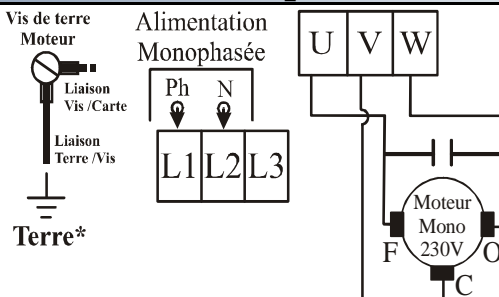 Vis de terre
Moteur
Liaison
Vis /Carte
Liaison
Terre /Vis
Terre*
Alimentation
Monophasée
Ph N
L1 L2 L3
U V W
Moteur
Mono
230V
F O
C